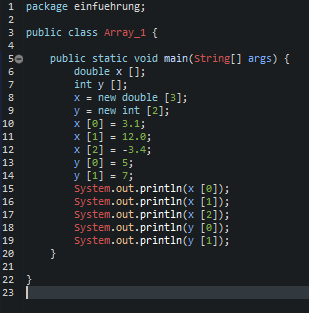 1 package einfuehrung;
2
3 public class Array_1 {
4
5 public static void main(String[] args) {
6 double x [];
7 int y [];
8 x = new double [3];
9 y = new int [2];
10 x [0] = 3.1;
11 x [1] = 12.0;
12 x [2] = -3.4;
13 y [0] = 5;
14 y [1] = 7;
15 System.out.println(x [0]);
16 System.out.println(x [1]);
17 System.out.println(x [2]);
18 System.out.println(y [0]);
19 System.out.println(y [1]);
20 }
21
22 }
23